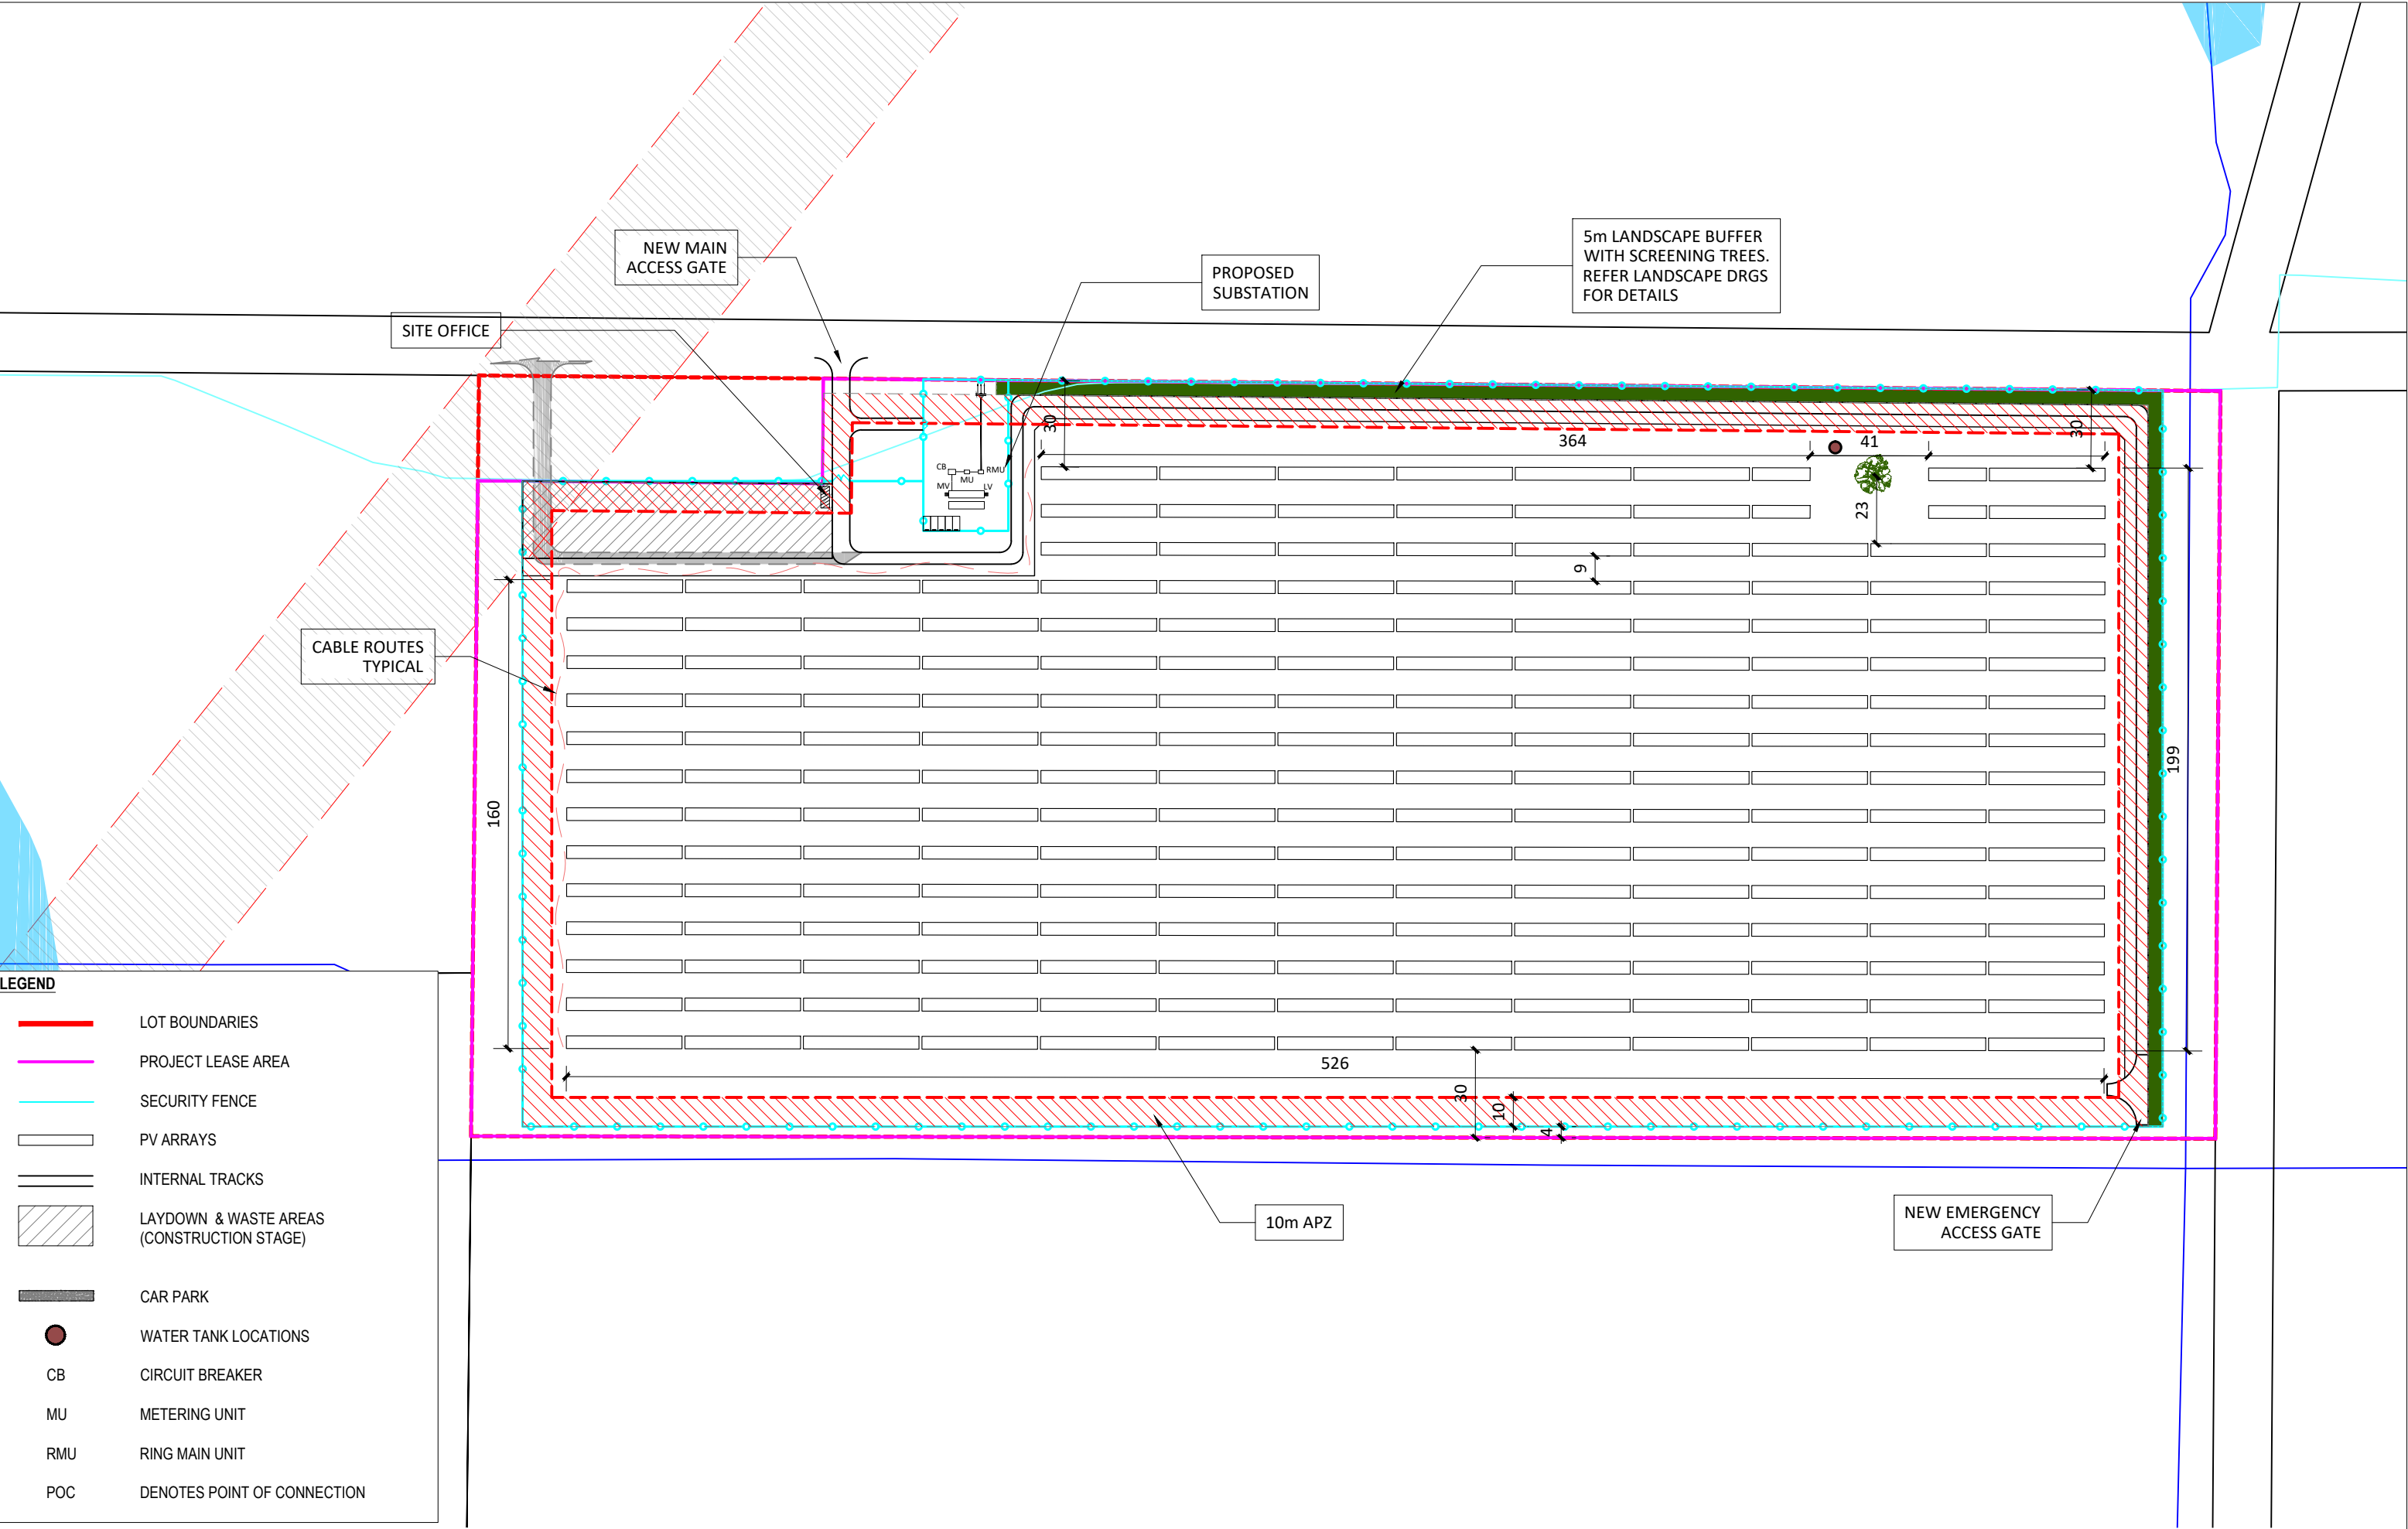 NEW MAIN
ACCESS GATE
5m LANDSCAPE BUFFER
WITH SCREENING TREES.
REFER LANDSCAPE DRGS
FOR DETAILS
PROPOSED
SUBSTATION
SITE OFFICE
30
364
41
30
CB
MU
RMU
MV
LV
23
9
CABLE ROUTES
TYPICAL
160
199
526
30
10
4
10m APZ
NEW EMERGENCY
ACCESS GATE
LEGEND
LOT BOUNDARIES
PROJECT LEASE AREA
SECURITY FENCE
PV ARRAYS
INTERNAL TRACKS
LAYDOWN & WASTE AREAS
(CONSTRUCTION STAGE)
CAR PARK
WATER TANK LOCATIONS
CB CIRCUIT BREAKER
MU METERING UNIT
RMU RING MAIN UNIT
POC DENOTES POINT OF CONNECTION